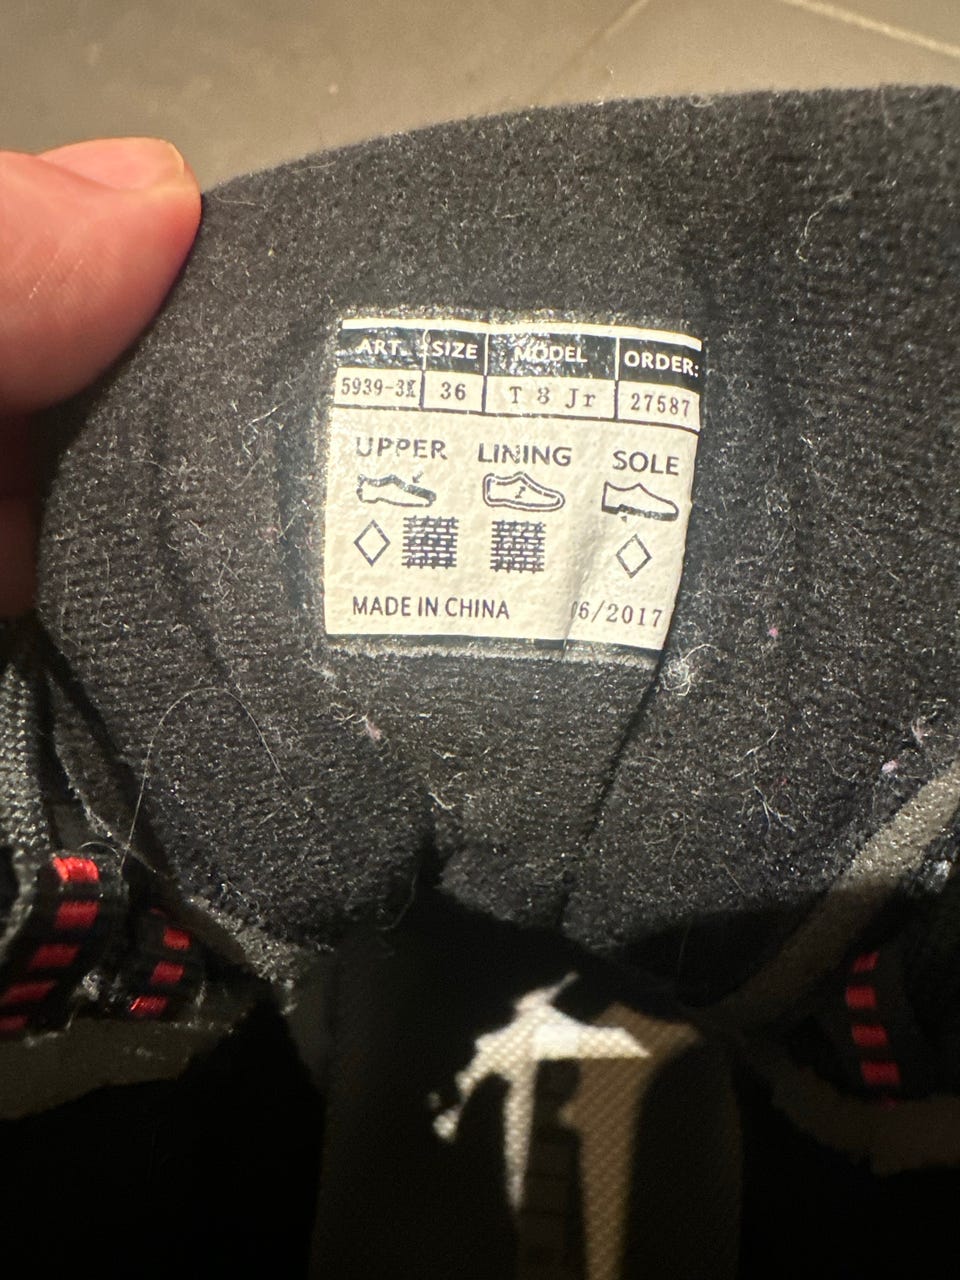 ART. SIZE MODEL ORDER:
36 T 8 Jr 27587
UPPER LINING SOLE
MADE IN CHINA 6/2017